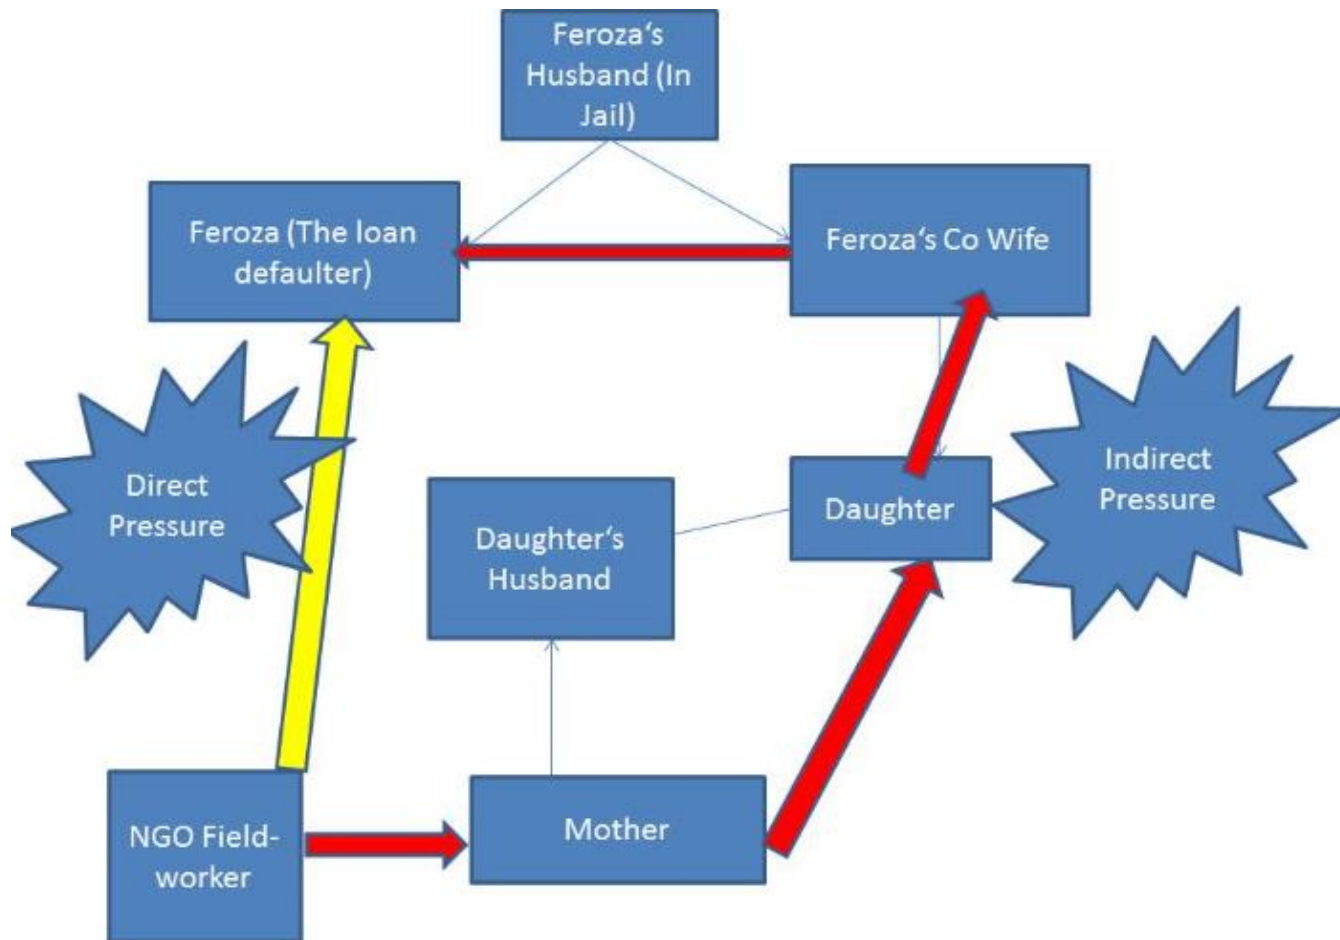 Feroza‘s
Husband (In
Jail)
Feroza (The loan
defaulter)
Feroza‘s Co Wife
Direct
Pressure
Daughter‘s
Husband
Daughter
Indirect
Pressure
NGO Field-
worker
Mother